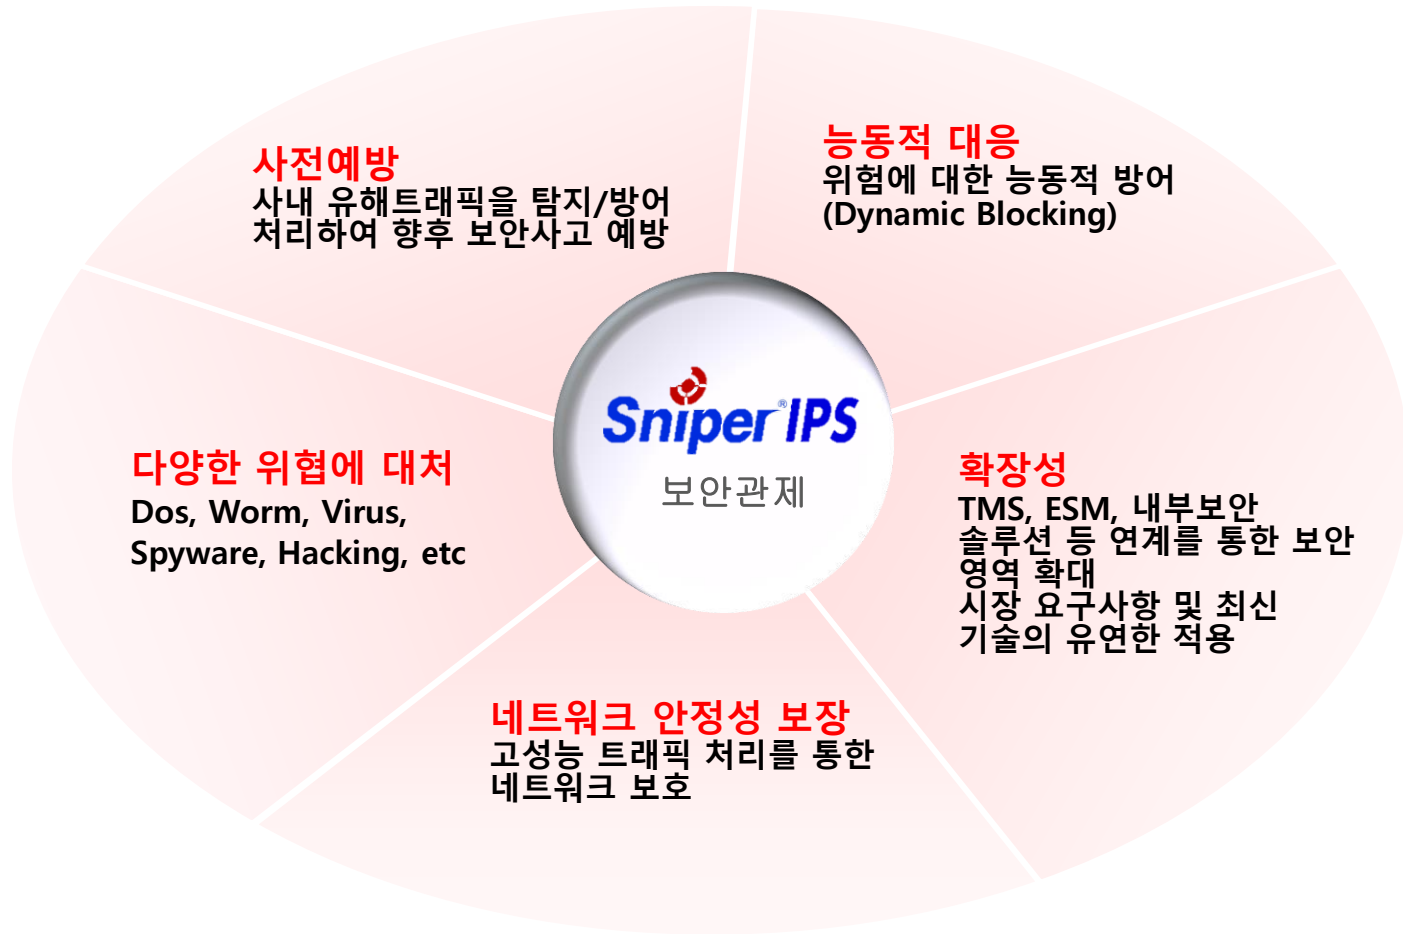 사전예방
사내 유해트래픽을 탐지/방어
처리하여 향후 보안사고 예방
능동적 대응
위험에 대한 능동적 방어
(Dynamic Blocking)
Sniper® IPS
보안관제
다양한 위협에 대처
Dos, Worm, Virus,
Spyware, Hacking, etc
확장성
TMS, ESM, 내부보안
솔루션 등 연계를 통한 보안
영역 확대
시장 요구사항 및 최신
기술의 유연한 적용
네트워크 안정성 보장
고성능 트래픽 처리를 통한
네트워크 보호